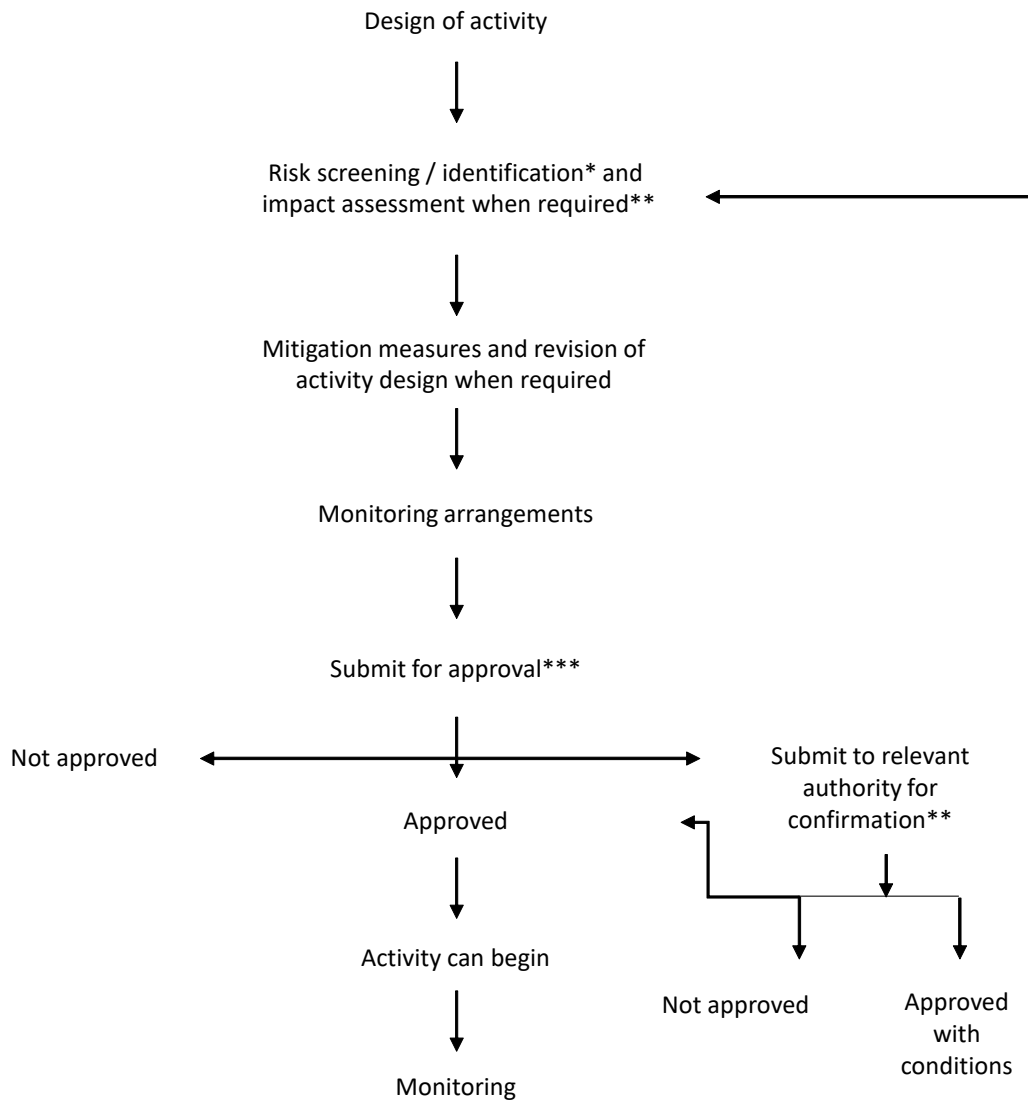 Design of activity
Risk screening / identification* and
impact assessment when required**
Mitigation measures and revision of
activity design when required
Monitoring arrangements
Submit for approval***
Not approved
Submit to relevant
authority for
confirmation**
Approved
Activity can begin
Not approved
Approved
with
conditions
Monitoring